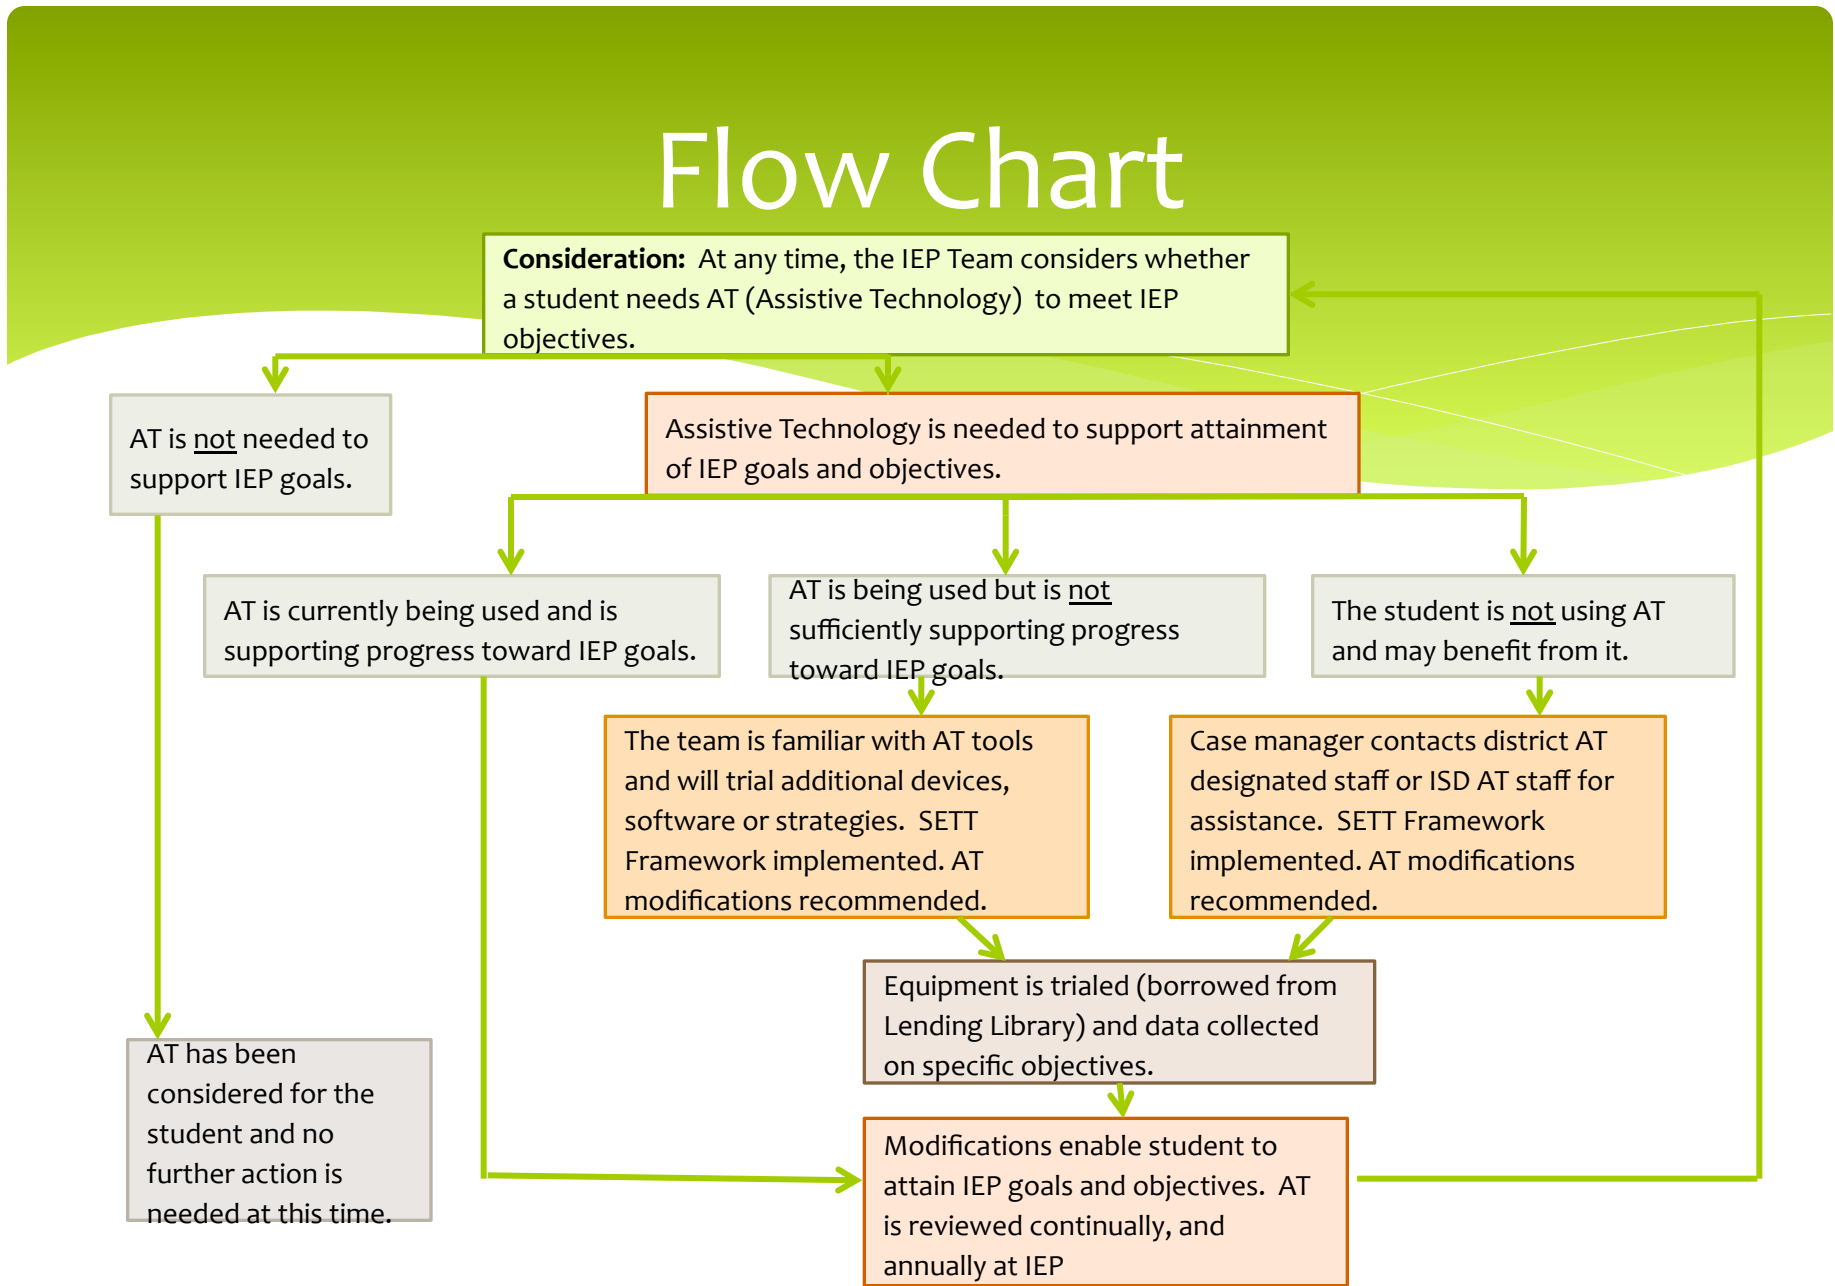 Flow Chart
Consideration: At any time, the IEP Team considers whether
a student needs AT (Assistive Technology) to meet IEP
objectives.
AT is not needed to
support IEP goals.
Assistive Technology is needed to support attainment
of IEP goals and objectives.
AT is currently being used and is
supporting progress toward IEP goals.
AT is being used but is not
sufficiently supporting progress
toward IEP goals.
The student is not using AT
and may benefit from it.
The team is familiar with AT tools
and will trial additional devices,
software or strategies. SETT
Framework implemented. AT
modifications recommended.
Case manager contacts district AT
designated staff or ISD AT staff for
assistance. SETT Framework
implemented. AT modifications
recommended.
Equipment is trialed (borrowed from
Lending Library) and data collected
on specific objectives.
AT has been
considered for the
student and no
further action is
needed at this time.
Modifications enable student to
attain IEP goals and objectives. AT
is reviewed continually, and
annually at IEP